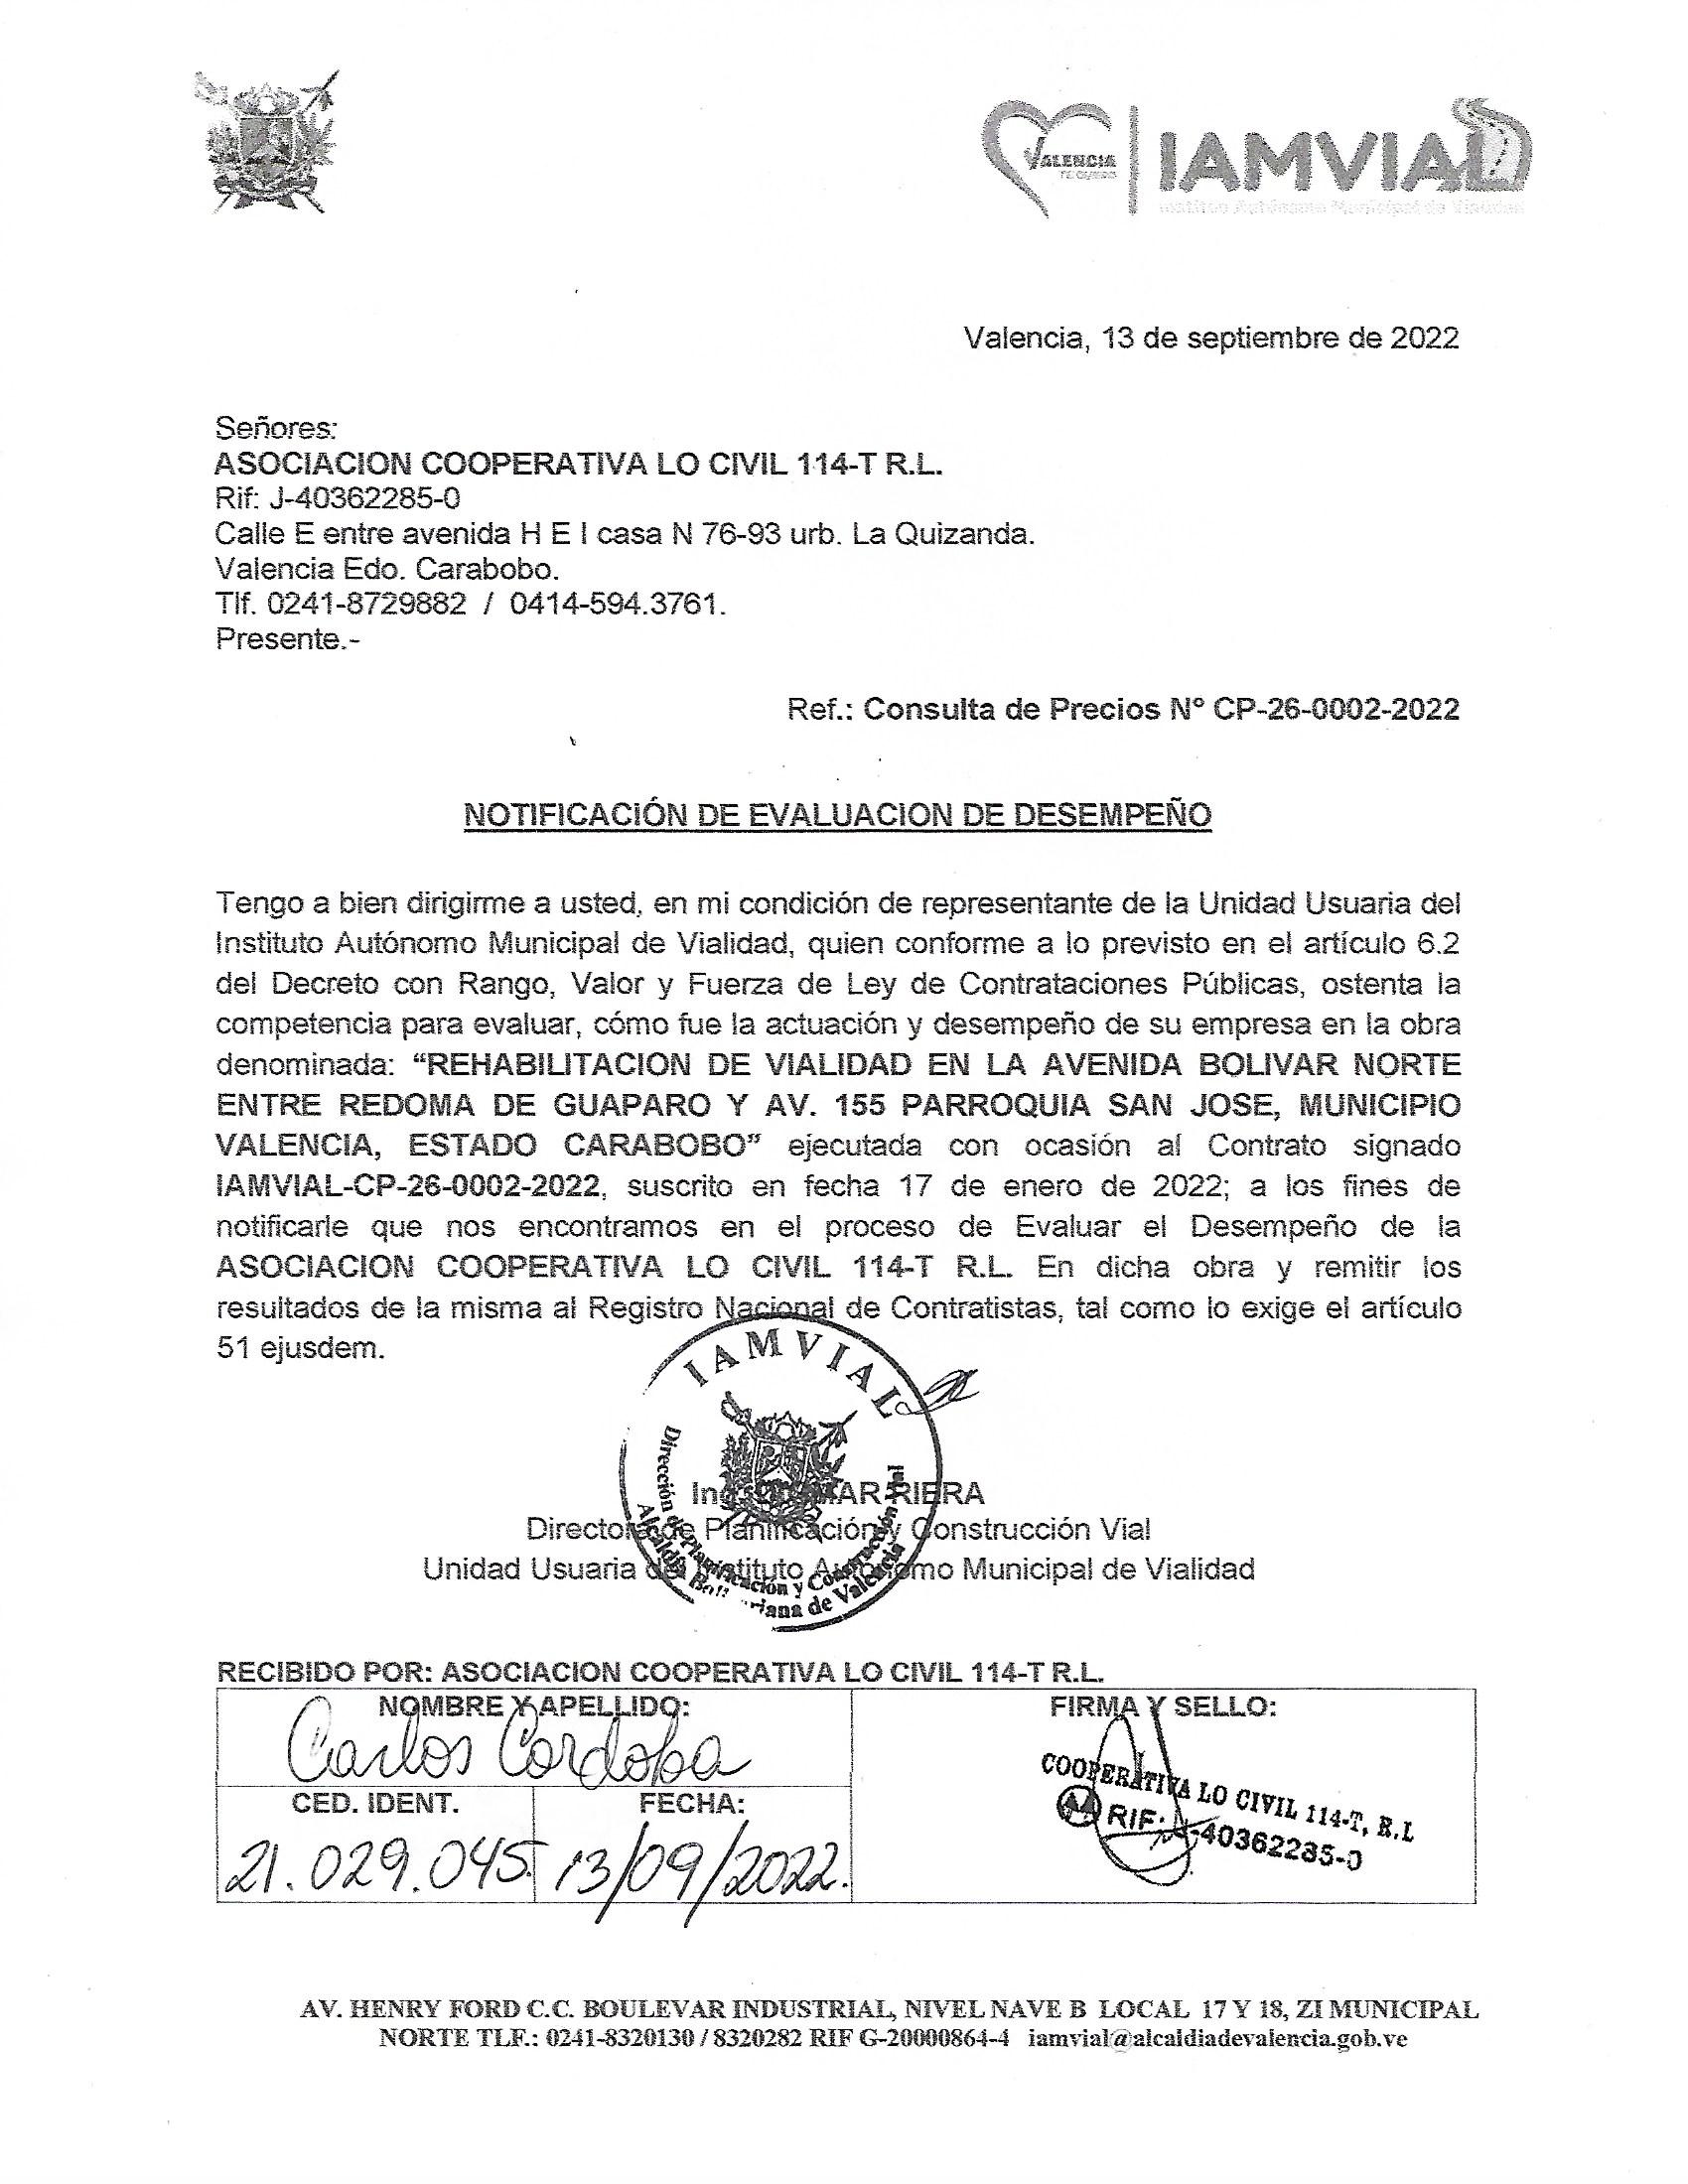 VALENCIA
TE QUIERO
IAMVIAL
Instituto Autónomo Municipal de Vialidad
Valencia, 13 de septiembre de 2022
Señores:
ASOCIACION COOPERATIVA LO CIVIL 114-T R.L.
Rif: J-40362285-0
Calle E entre avenida H E I casa N 76-93 urb. La Quizanda.
Valencia Edo. Carabobo.
Tlf. 0241-8729882 / 0414-594.3761.
Presente.-
Ref.: Consulta de Precios N° CP-26-0002-2022
NOTIFICACIÓN DE EVALUACION DE DESEMPEÑO
Tengo a bien dirigirme a usted, en mi condición de representante de la Unidad Usuaria del
Instituto Autónomo Municipal de Vialidad, quien conforme a lo previsto en el artículo 6.2
del Decreto con Rango, Valor y Fuerza de Ley de Contrataciones Públicas, ostenta la
competencia para evaluar, cómo fue la actuación y desempeño de su empresa en la obra
denominada: “REHABILITACION DE VIALIDAD EN LA AVENIDA BOLIVAR NORTE
ENTRE REDOMA DE GUAPARO Y AV. 155 PARROQUIA SAN JOSE, MUNICIPIO
VALENCIA, ESTADO CARABOBO” ejecutada con ocasión al Contrato signado
IAMVIAL-CP-26-0002-2022, suscrito en fecha 17 de enero de 2022; a los fines de
notificarle que nos encontramos en el proceso de Evaluar el Desempeño de la
ASOCIACION COOPERATIVA LO CIVIL 114-T R.L. En dicha obra y remitir los
resultados de la misma al Registro Nacional de Contratistas, tal como lo exige el artículo
51 ejusdem.
IAMVIAL
Dirección de Planificación y Construcción Vial
Alcaldía Bolivariana de Valencia
RIERA
Directora de Planificación y Construcción Vial
Unidad Usuaria del Instituto Autónomo Municipal de Vialidad
RECIBIDO POR: ASOCIACION COOPERATIVA LO CIVIL 114-T R.L.
NOMBRE Y APELLIDO:
Carlos Cordoba
FIRMA Y SELLO:
COOPERATIVA LO CIVIL 114-T, R.L
RIF: J-40362285-0
CED. IDENT.
21.029.045
FECHA:
13/09/2022.
AV. HENRY FORD C.C. BOULEVAR INDUSTRIAL, NIVEL NAVE B LOCAL 17 Y 18, ZI MUNICIPAL
NORTE TLF.: 0241-8320130 / 8320282 RIF G-20000864-4 iamvial@alcaldiadevalencia.gob.ve